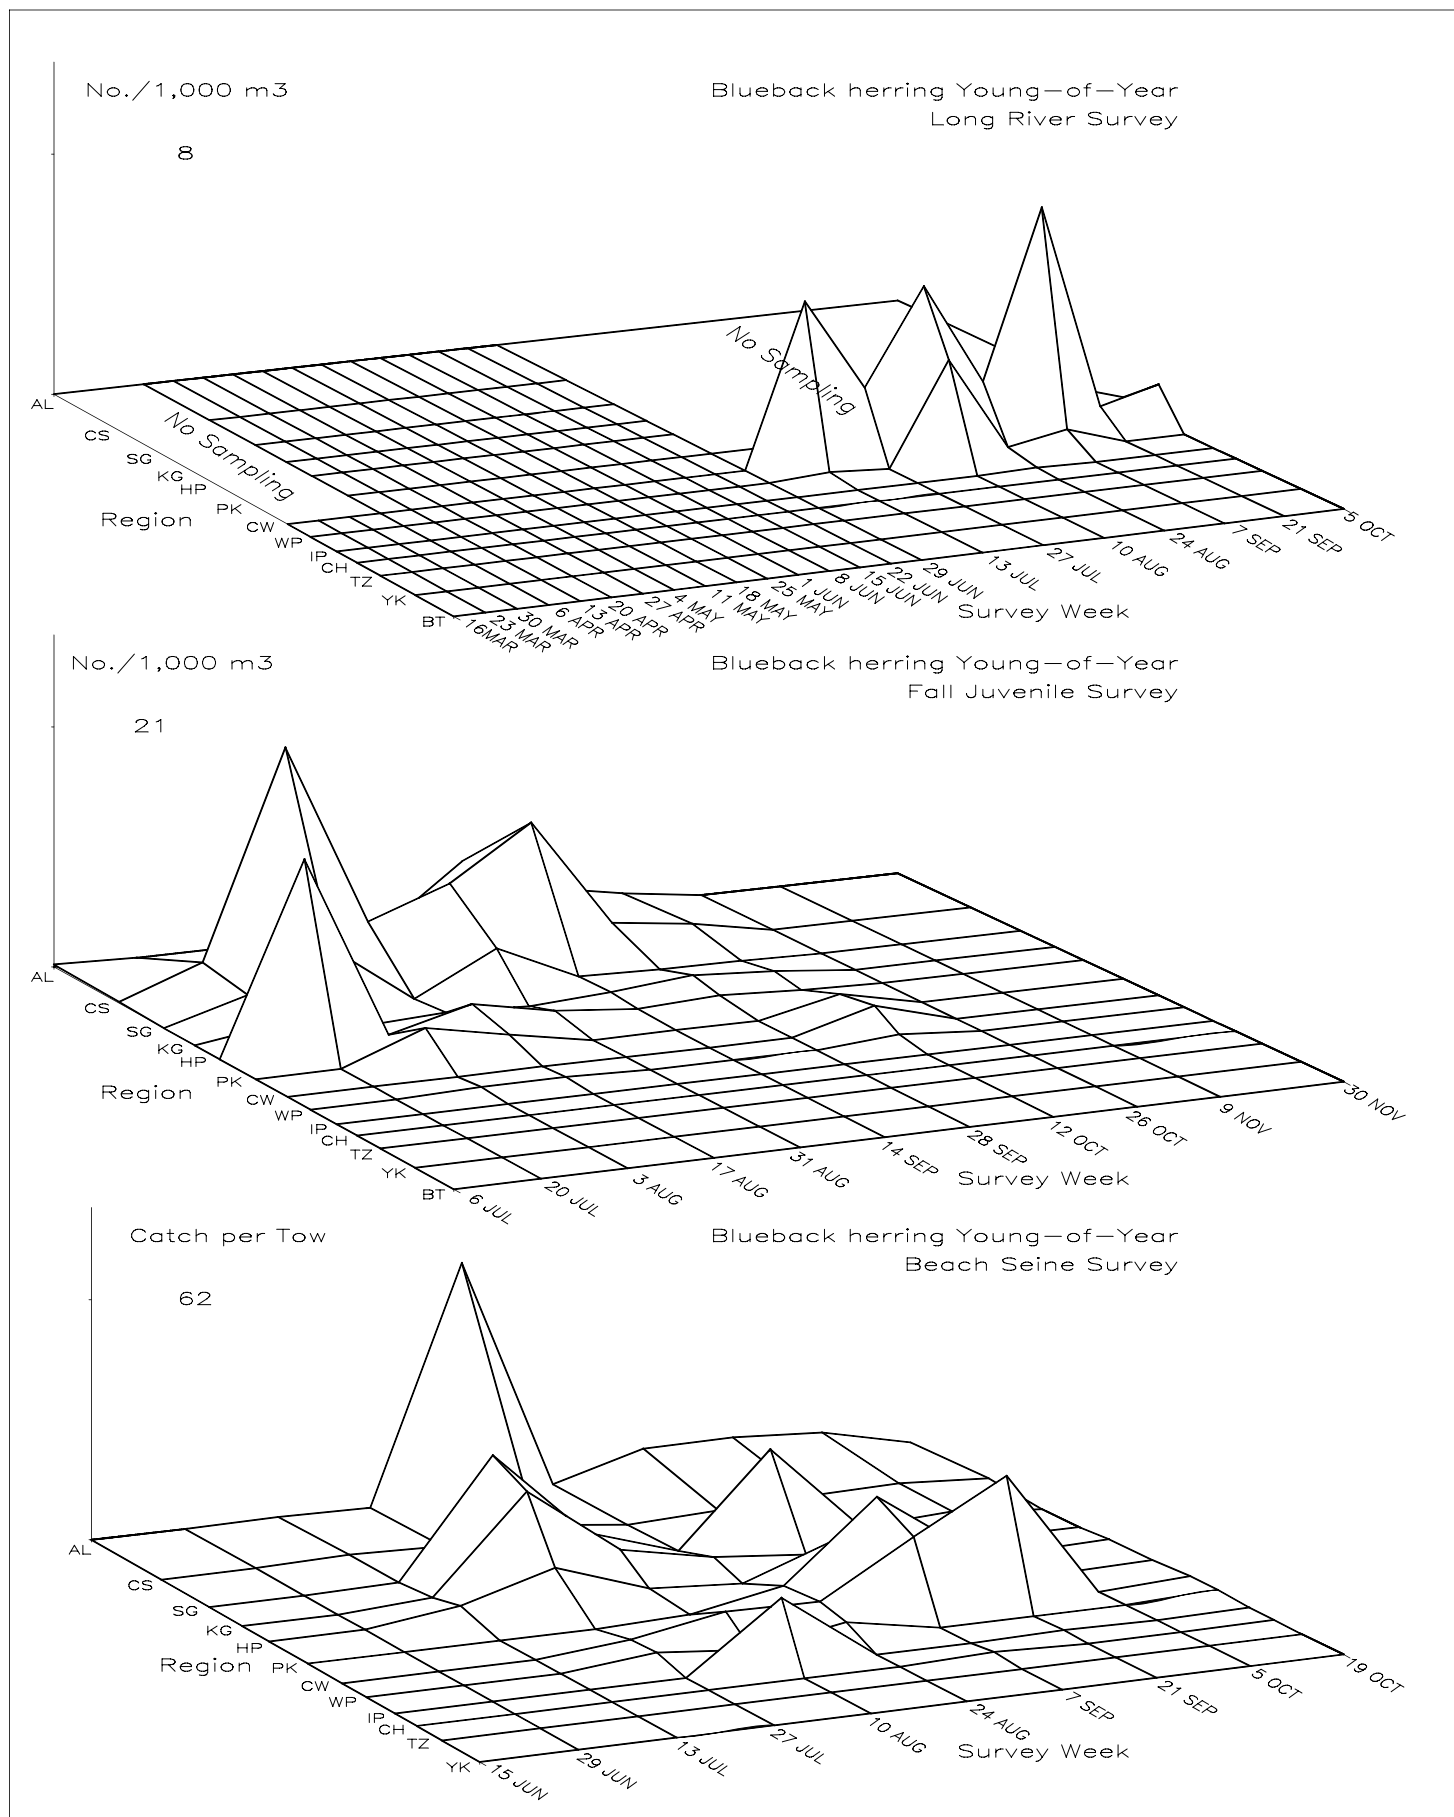 No./1,000 m3
Blueback herring Young-of-Year
Long River Survey
8
No Sampling
AL
CS
SG
KG
HP
PK
CW
WP
IP
CH
TZ
YK
BT
No Sampling
Region
16MAR
23 MAR
30 MAR
6 APR
13 APR
20 APR
27 APR
4 MAY
11 MAY
18 MAY
25 MAY
1 JUN
8 JUN
15 JUN
22 JUN
29 JUN
13 JUL
27 JUL
10 AUG
24 AUG
7 SEP
21 SEP
5 OCT
Survey Week
No./1,000 m3
Blueback herring Young-of-Year
Fall Juvenile Survey
21
AL
CS
SG
KG
HP
PK
CW
WP
IP
CH
TZ
YK
BT
Region
6 JUL
20 JUL
3 AUG
17 AUG
31 AUG
14 SEP
28 SEP
12 OCT
26 OCT
9 NOV
30 NOV
Survey Week
Catch per Tow
Blueback herring Young-of-Year
Beach Seine Survey
62
AL
CS
SG
KG
HP
PK
CW
WP
IP
CH
TZ
YK
Region
15 JUN
29 JUN
13 JUL
27 JUL
10 AUG
24 AUG
7 SEP
21 SEP
5 OCT
19 OCT
Survey Week